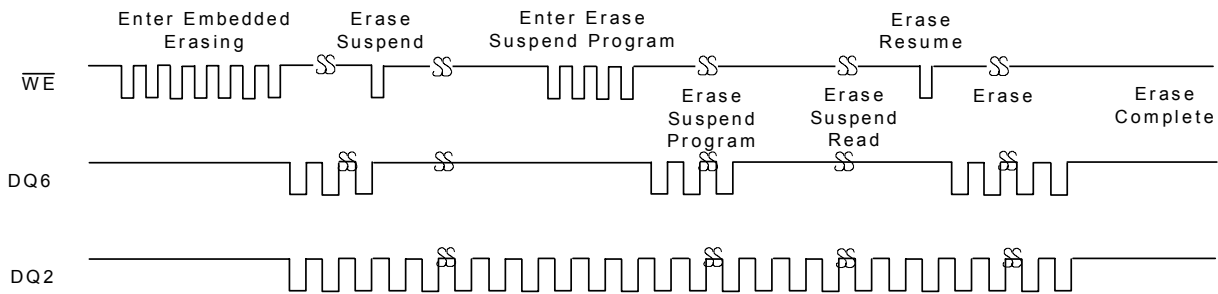 Enter Embedded
Erasing
Erase
Suspend
Enter Erase
Suspend Program
Erase
Resume
WE
Erase
Suspend
Program
Erase
Suspend
Read
Erase
Erase
Complete
DQ6
DQ2